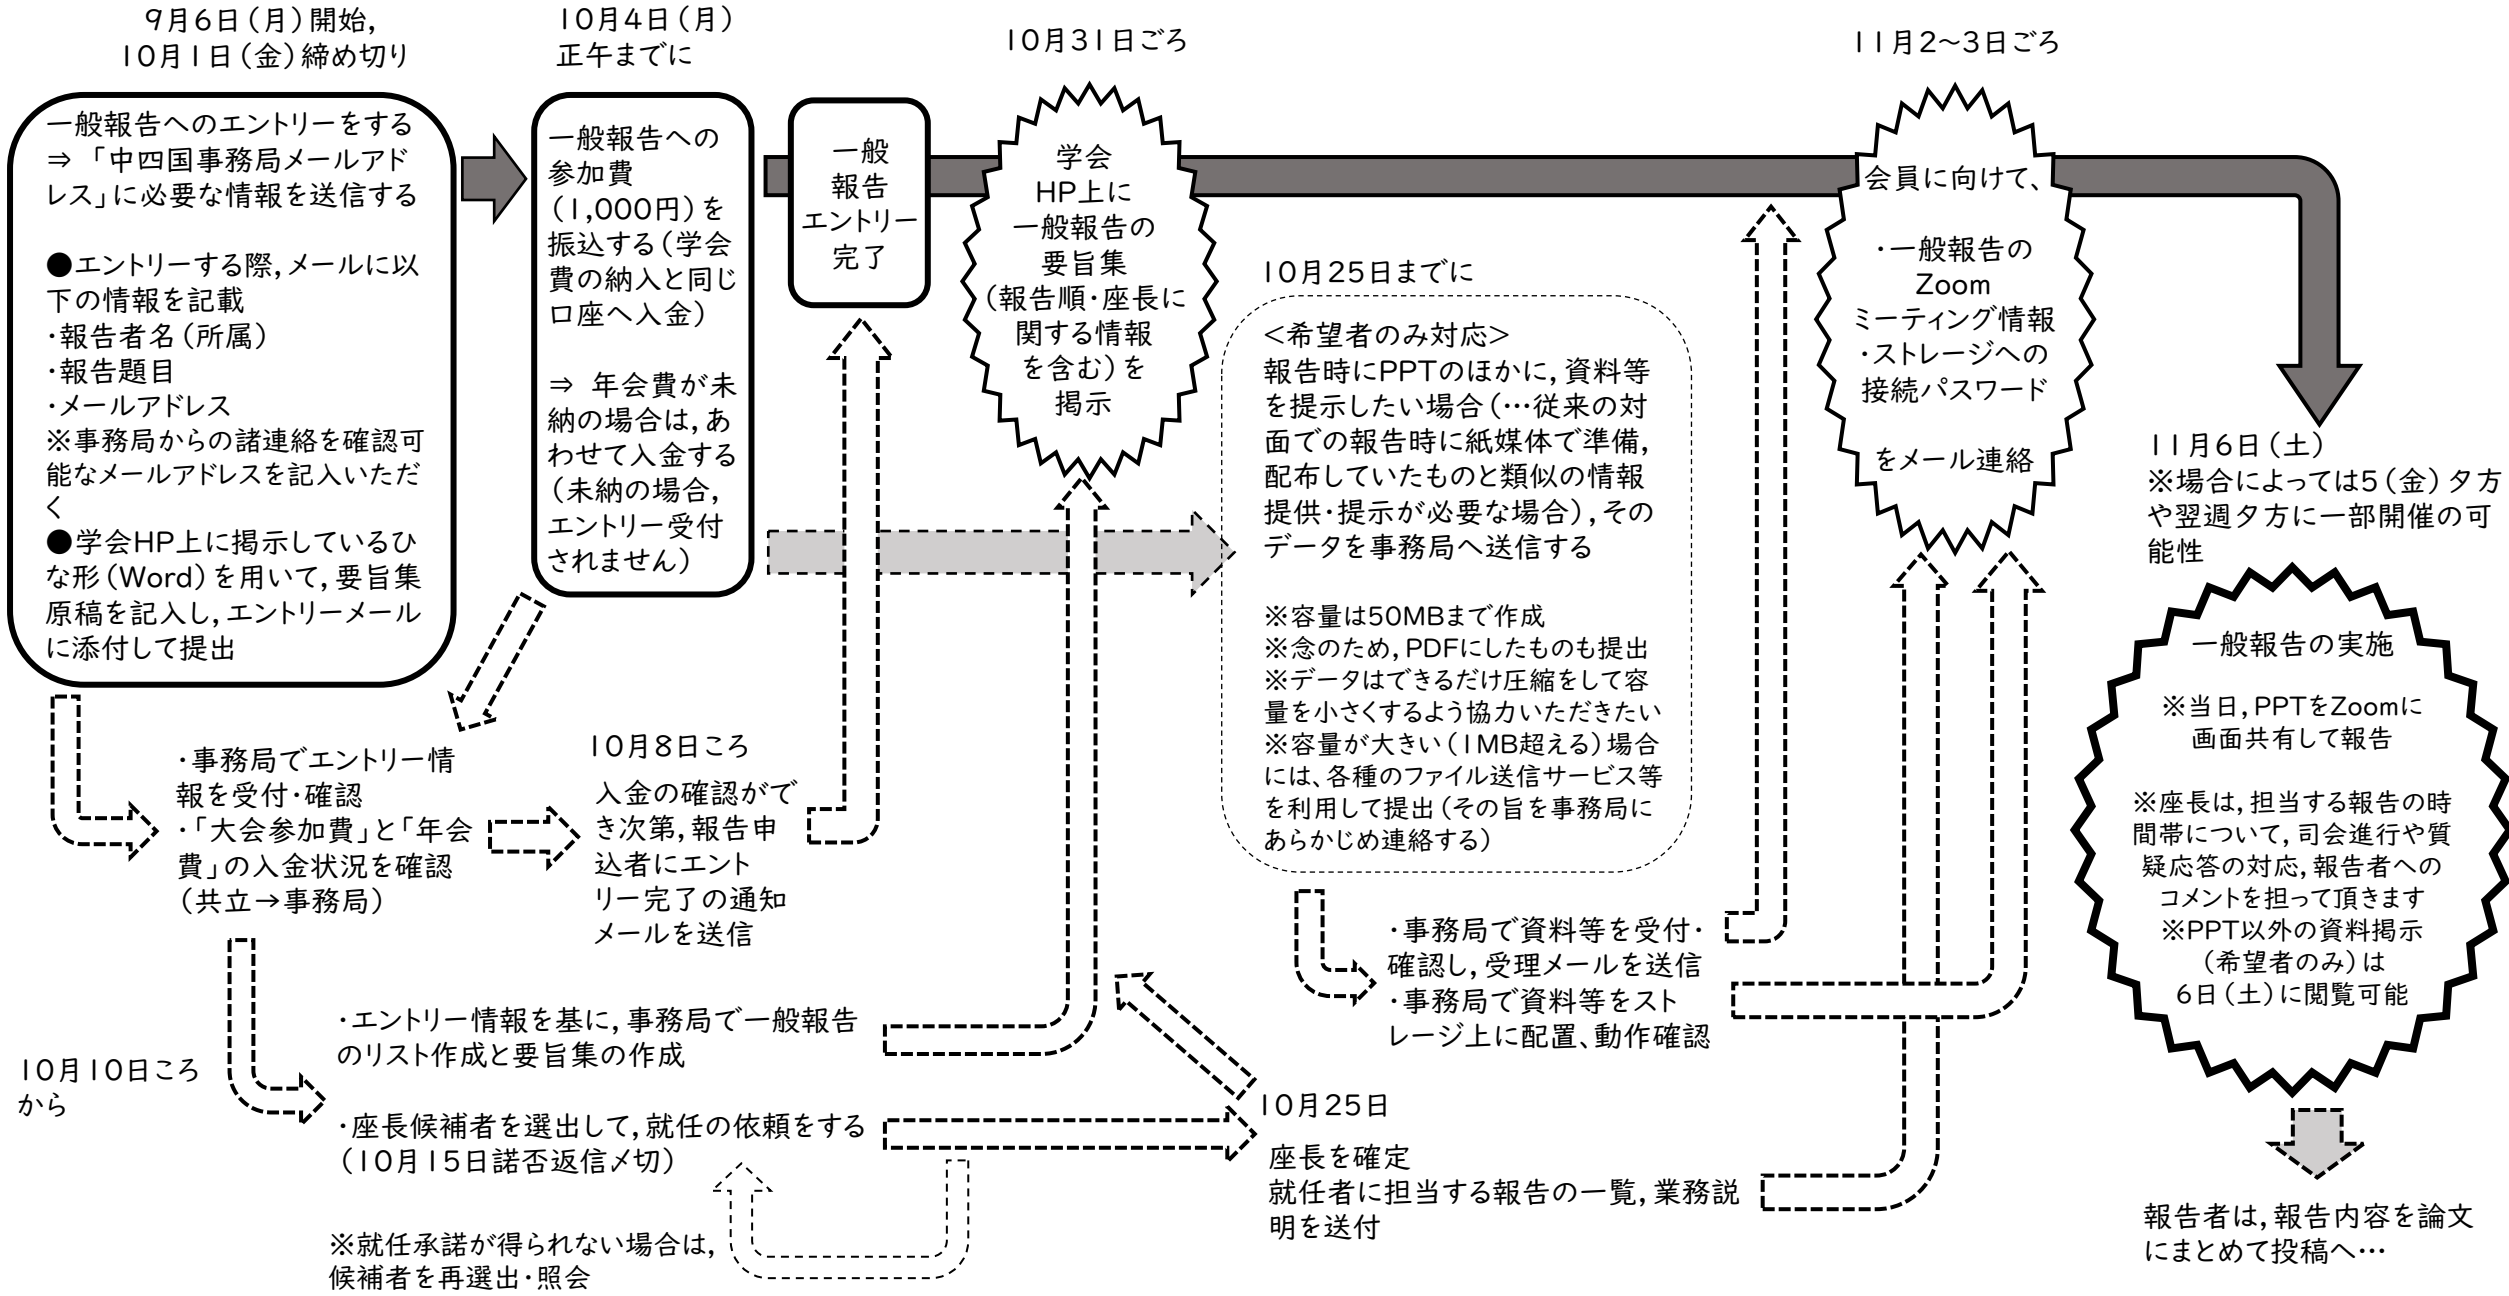 9月6日（月）開始，
10月1日（金）締め切り
一般報告へのエントリーをする
⇒ 「中四国事務局メールアド
レス」に必要な情報を送信する
●エントリーする際，メールに以
下の情報を記載
・報告者名（所属）
・報告題目
・メールアドレス
※事務局からの諸連絡を確認可
能なメールアドレスを記入いただ
く
●学会HP上に掲示しているひ
な形（Word）を用いて，要旨集
原稿を記入し，エントリーメール
に添付して提出
10月4日（月）
正午までに
一般報告への
参加費
（1,000円）を
振込する（学会
費の納入と同じ
口座へ入金）
⇒ 年会費が未
納の場合は，あ
わせて入金する
（未納の場合，
エントリー受付
されません）
一般
報告
エントリー
完了
10月31日ごろ
学会
HP上に
一般報告の
要旨集
（報告順・座長に
関する情報
を含む）を
掲示
10月25日までに
<希望者のみ対応>
報告時にPPTのほかに，資料等
を提示したい場合（…従来の対
面での報告時に紙媒体で準備，
配布していたものと類似の情報
提供・提示が必要な場合），その
データを事務局へ送信する
※容量は50MBまで作成
※念のため，PDFにしたものも提出
※データはできるだけ圧縮をして容
量を小さくするよう協力いただきたい
※容量が大きい（1MB超える）場合
には、各種のファイル送信サービス等
を利用して提出（その旨を事務局に
あらかじめ連絡する）
11月2～3日ごろ
会員に向けて、
・一般報告の
Zoom
ミーティング情報
・ストレージへの
接続パスワード
をメール連絡
11月6日（土）
※場合によっては5（金）夕方
や翌週夕方に一部開催の可
能性
一般報告の実施
※当日，PPTをZoomに
画面共有して報告
※座長は，担当する報告の時
間帯について，司会進行や質
疑応答の対応，報告者への
コメントを担って頂きます
※PPT以外の資料掲示
（希望者のみ）は
6日（土）に閲覧可能
報告者は，報告内容を論文
にまとめて投稿へ…
・事務局でエントリー情
報を受付・確認
・「大会参加費」と「年会
費」の入金状況を確認
（共立→事務局）
10月8日ころ
入金の確認がで
き次第，報告申
込者にエント
リー完了の通知
メールを送信
・事務局で資料等を受付・
確認し，受理メールを送信
・事務局で資料等をスト
レージ上に配置、動作確認
10月10日ころ
から
・エントリー情報を基に，事務局で一般報告
のリスト作成と要旨集の作成
・座長候補者を選出して，就任の依頼をする
（10月15日諾否返信〆切）
※就任承諾が得られない場合は，
候補者を再選出・照会
10月25日
座長を確定
就任者に担当する報告の一覧，業務説
明を送付